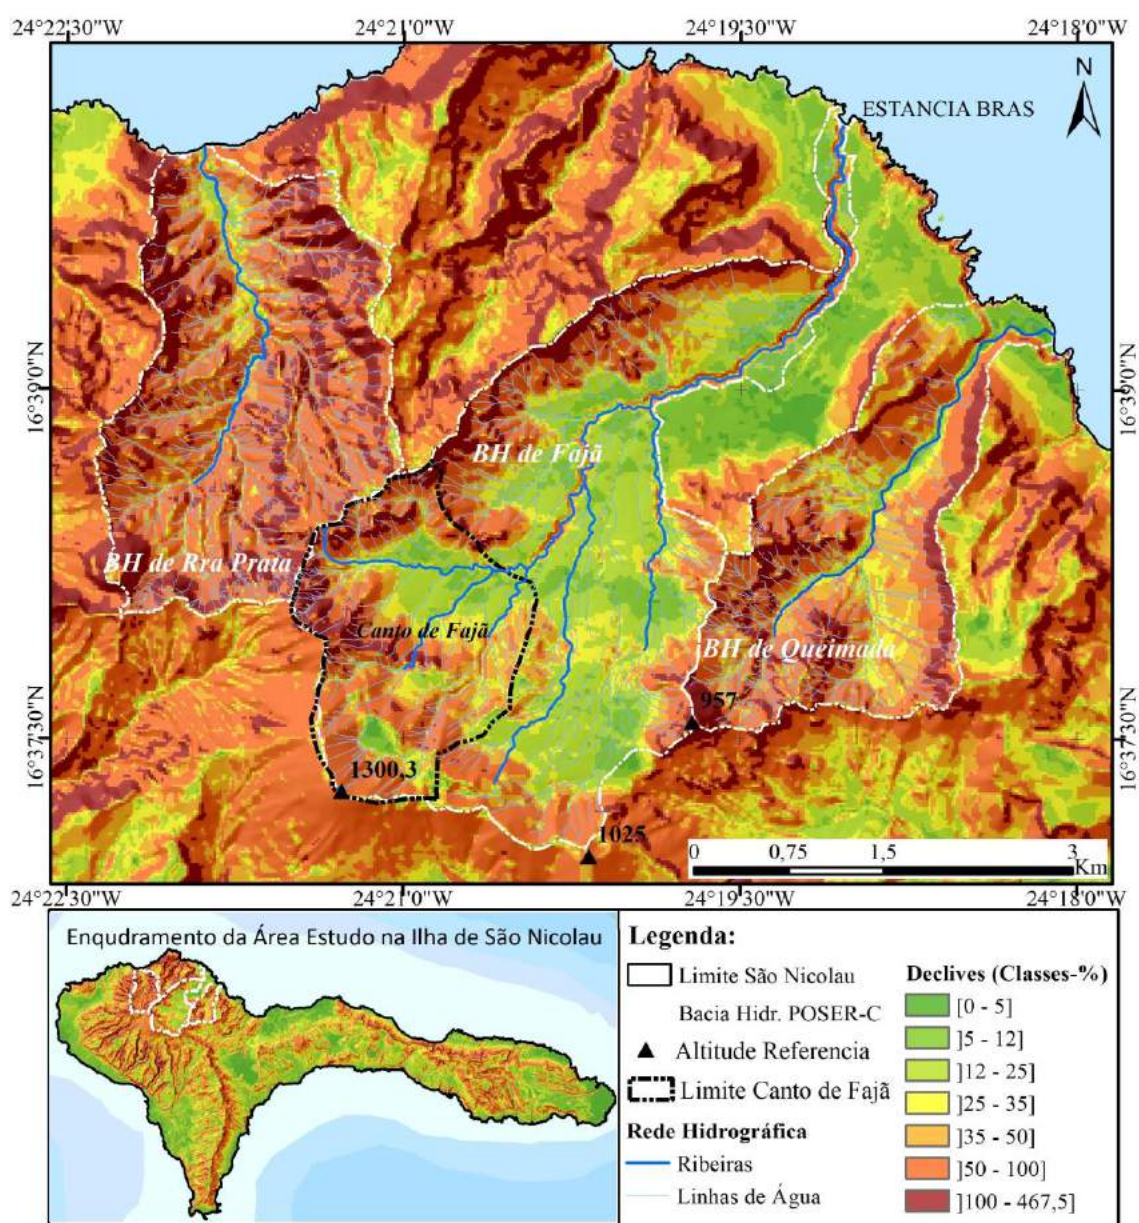 24°22'30"W 24°21'0"W 24°19'30"W 24°18'0"W
N
ESTANCIA BRAS
16°39'0"N 16°39'0"N
BH de Fajã
BH de Rra Prata
Canto de Fajã
BH de Queimada
957
16°37'30"N 16°37'30"N
1300,3
1025
0 0,75 1,5 3
Km
24°22'30"W 24°21'0"W 24°19'30"W 24°18'0"W
Enqudramento da Área Estudo na Ilha de São Nicolau
Legenda:
Limite São Nicolau
Bacia Hidr. POSER-C
Altitude Referencia
Limite Canto de Fajã
Rede Hidrográfica
Ribeiras
Linhas de Água
Declives (Classes-%)
[0 - 5]
]5 - 12]
]12 - 25]
]25 - 35]
]35 - 50]
]50 - 100]
]100 - 467,5]